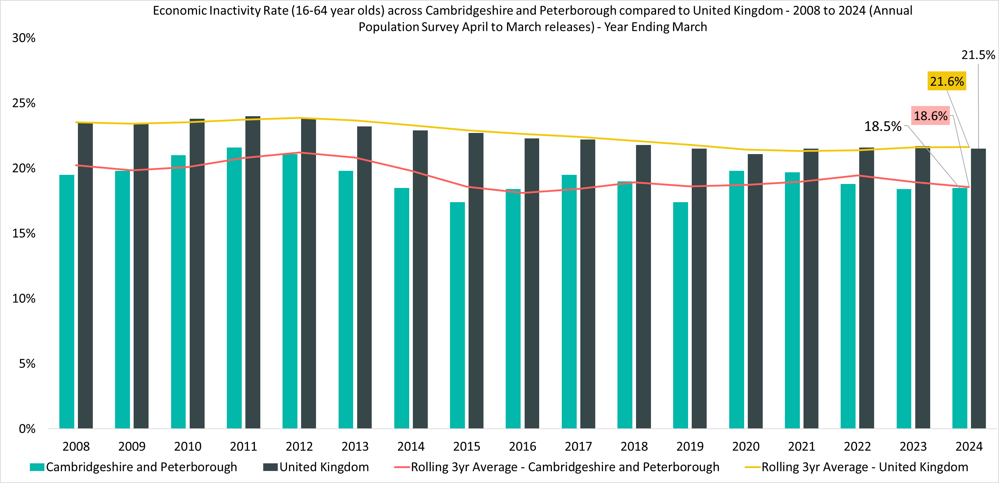 Economic Inactivity Rate (16-64 year olds) across Cambridgeshire and Peterborough compared to United Kingdom - 2008 to 2024 (Annual
Population Survey April to March releases) - Year Ending March
30%
21.5%
21.6%
25%
18.6%
18.5%
20%
15%
10%
5%
0%
2008 2009 2010 2011 2012 2013 2014 2015 2016 2017 2018 2019 2020 2021 2022 2023 2024
Cambridgeshire and Peterborough United Kingdom Rolling 3yr Average - Cambridgeshire and Peterborough Rolling 3yr Average - United Kingdom